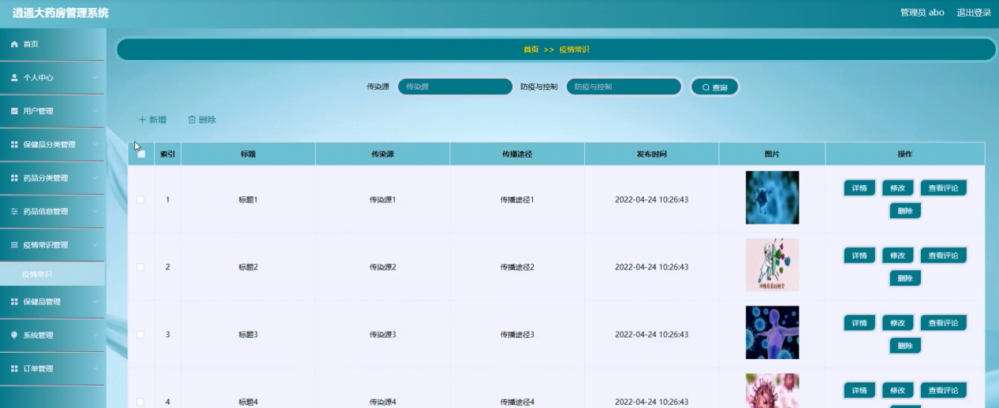 逍遥大药房管理系统
管理员 abo 退出登录
首页
个人中心
用户管理
保健品分类管理
药品分类管理
药品信息管理
疫情常识管理
疫情常识
保健品管理
系统管理
订单管理
首页 >> 疫情常识
传染源 传染源 防疫与控制 防疫与控制 查询
新增 删除
索引 标题 传染源 传播途径 发布时间 图片 操作
1 标题1 传染源1 传播途径1 2022-04-24 10:26:43 详情 修改 查看评论
删除
2 标题2 传染源2 传播途径2 2022-04-24 10:26:43 详情 修改 查看评论
删除
3 标题3 传染源3 传播途径3 2022-04-24 10:26:43 详情 修改 查看评论
删除
4 标题4 传染源4 传播途径4 2022-04-24 10:26:43 详情 修改 查看评论